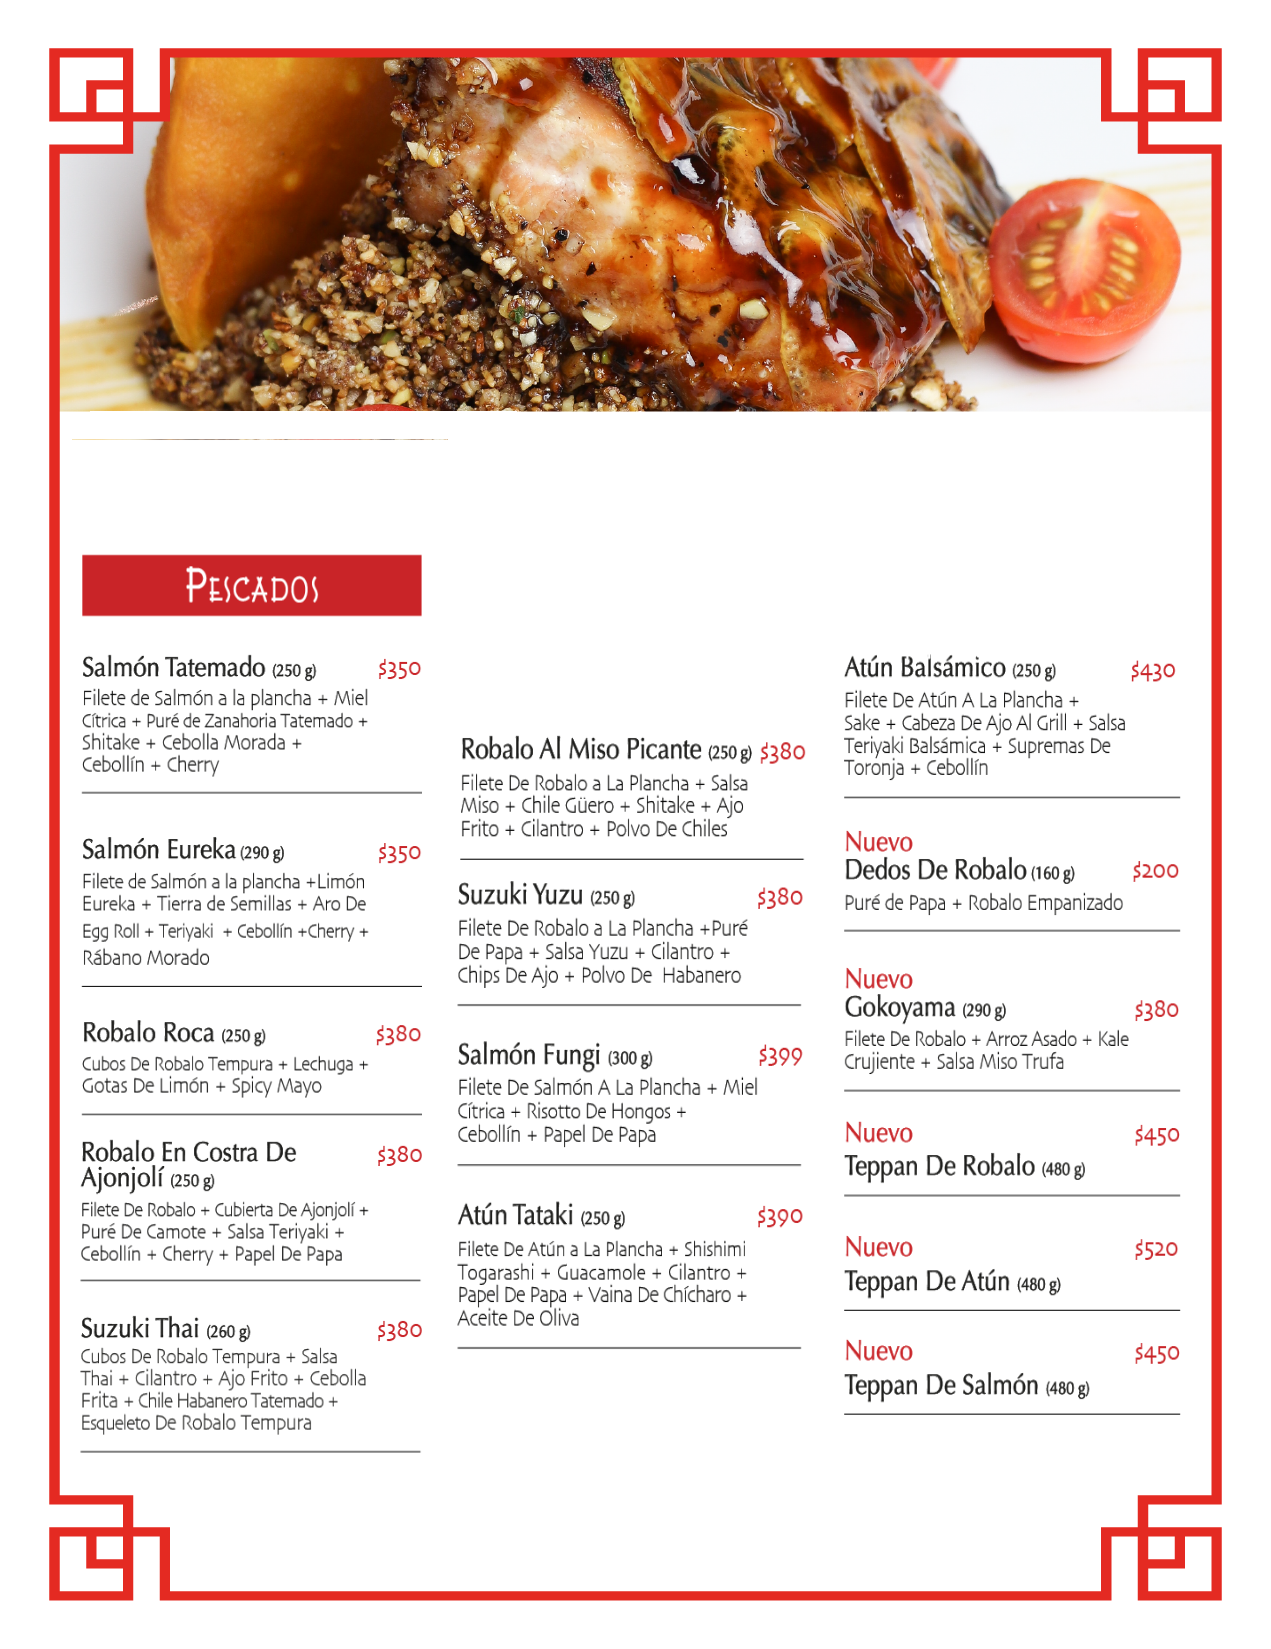 PESCADOS
Salmón Tatemado (250 g) $350
Filete de Salmón a la plancha + Miel
Cítrica + Puré de Zanahoria Tatemado +
Shitake + Cebolla Morada +
Cebollín + Cherry
Salmón Eureka (290 g) $350
Filete de Salmón a la plancha +Limón
Eureka + Tierra de Semillas + Aro De
Egg Roll + Teriyaki + Cebollín +Cherry +
Rábano Morado
Robalo Roca (250 g) $380
Cubos De Robalo Tempura + Lechuga +
Gotas De Limón + Spicy Mayo
Robalo En Costra De $380
Ajonjolí (250 g)
Filete De Robalo + Cubierta De Ajonjolí +
Puré De Camote + Salsa Teriyaki +
Cebollín + Cherry + Papel De Papa
Suzuki Thai (260 g) $380
Cubos De Robalo Tempura + Salsa
Thai + Cilantro + Ajo Frito + Cebolla
Frita + Chile Habanero Tatemado +
Esqueleto De Robalo Tempura
Robalo Al Miso Picante (250 g) $380
Filete De Robalo a La Plancha + Salsa
Miso + Chile Güero + Shitake + Ajo
Frito + Cilantro + Polvo De Chiles
Suzuki Yuzu (250 g) $380
Filete De Robalo a La Plancha +Puré
De Papa + Salsa Yuzu + Cilantro +
Chips De Ajo + Polvo De Habanero
Salmón Fungi (300 g) $399
Filete De Salmón A La Plancha + Miel
Cítrica + Risotto De Hongos +
Cebollín + Papel De Papa
Atún Tataki (250 g) $390
Filete De Atún a La Plancha + Shishimi
Togarashi + Guacamole + Cilantro +
Papel De Papa + Vaina De Chícharo +
Aceite De Oliva
Atún Balsámico (250 g) $430
Filete De Atún A La Plancha +
Sake + Cabeza De Ajo Al Grill + Salsa
Teriyaki Balsámica + Supremas De
Toronja + Cebollín
Nuevo
Dedos De Robalo (160 g) $200
Puré de Papa + Robalo Empanizado
Nuevo
Gokoyama (290 g) $380
Filete De Robalo + Arroz Asado + Kale
Crujiente + Salsa Miso Trufa
Nuevo $450
Teppan De Robalo (480 g)
Nuevo $520
Teppan De Atún (480 g)
Nuevo $450
Teppan De Salmón (480 g)